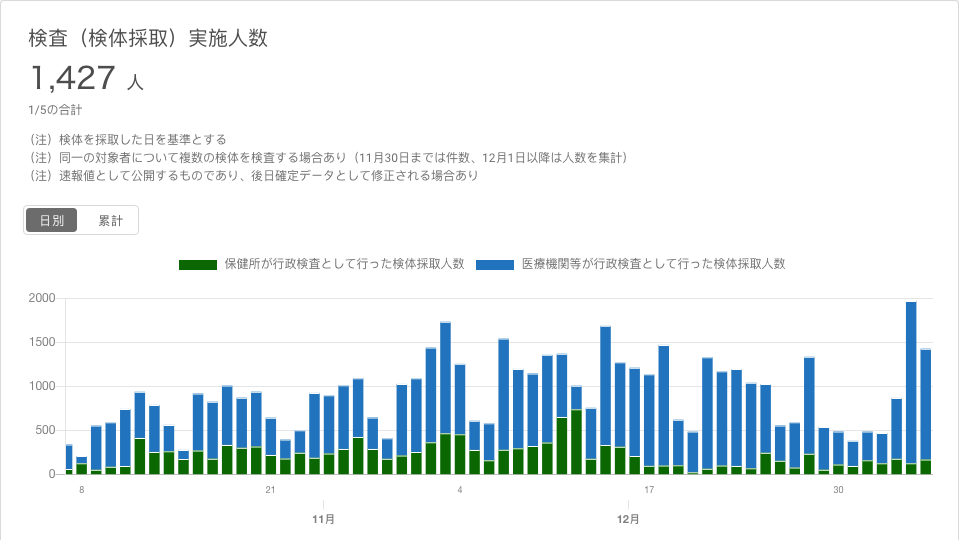 検査（検体採取）実施人数
1,427 人
1/5の合計
（注）検体を採取した日を基準とする
（注）同一の対象者について複数の検体を検査する場合あり（11月30日までは件数、12月1日以降は人数を集計）
（注）速報値として公開するものであり、後日確定データとして修正される場合あり
日別 累計
保健所が行政検査として行った検体採取人数 医療機関等が行政検査として行った検体採取人数
2000
1500
1000
500
0
8 21 4 17 30
11月 12月